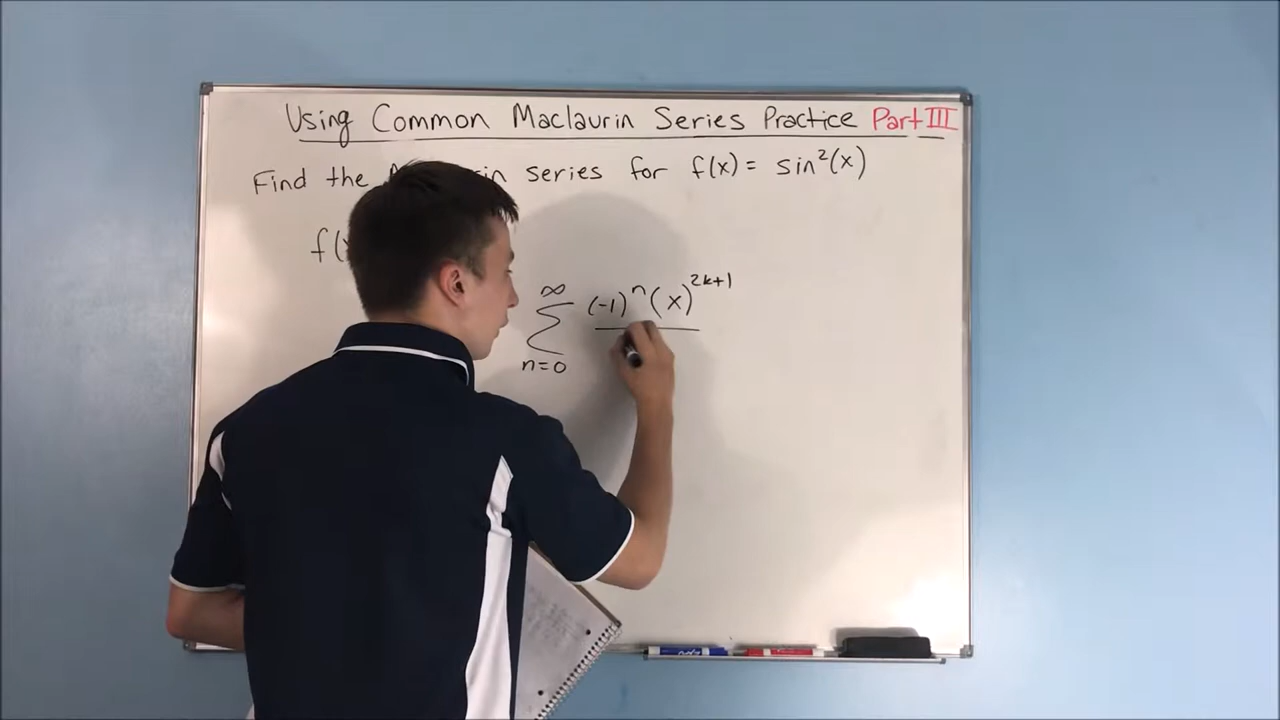 Using Common Maclaurin Series Practice Part III
Find the series for f(x) = sin²(x)
f(
∞
∑ (-1)ⁿ(x)²ᵏ⁺¹
n=0